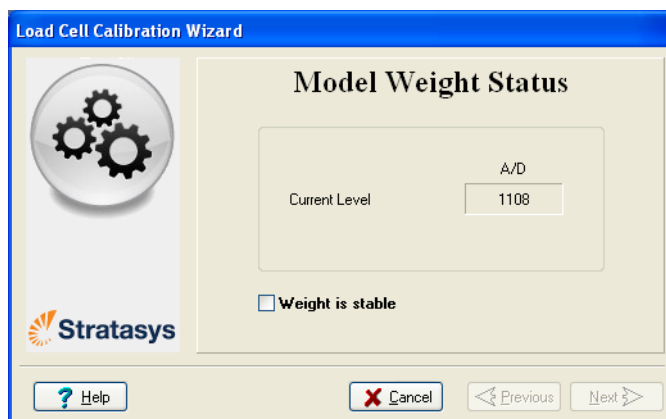 Load Cell Calibration Wizard
Model Weight Status
A/D
Current Level 1108
Weight is stable
Stratasys
? Help
Cancel
Previous
Next